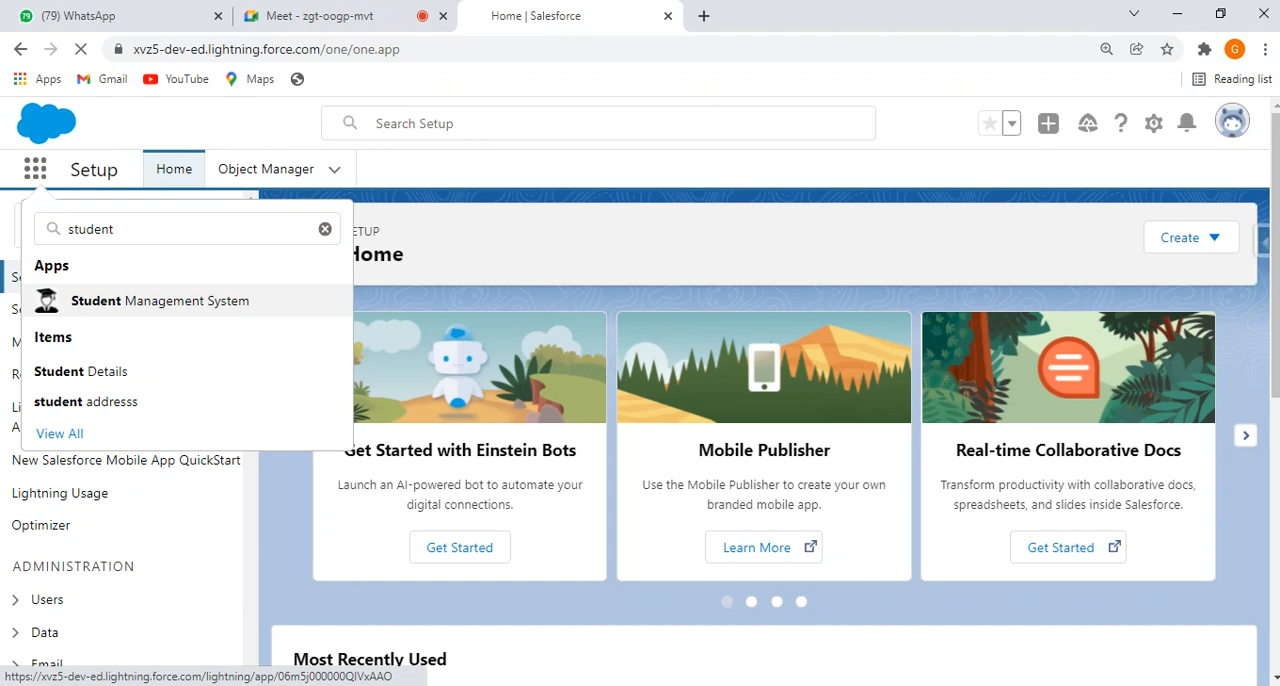 79 (79) WhatsApp
Meet - zgt-oogp-mvt
Home | Salesforce
xvz5-dev-ed.lightning.force.com/one/one.app
G
Apps
Gmail
YouTube
Maps
Reading list
Search Setup
Setup
Home
Object Manager
student
SETUP
Home
Create
Apps
Student Management System
Items
Student Details
student addresss
View All
New Salesforce Mobile App QuickStart
Lightning Usage
Optimizer
ADMINISTRATION
Users
Data
Email
Get Started with Einstein Bots
Launch an AI-powered bot to automate your
digital connections.
Get Started
Mobile Publisher
Use the Mobile Publisher to create your own
branded mobile app.
Learn More
Real-time Collaborative Docs
Transform productivity with collaborative docs,
spreadsheets, and slides inside Salesforce.
Get Started
Most Recently Used
https://xvz5-dev-ed.lightning.force.com/lightning/app/06m5j000000QIVxAAO